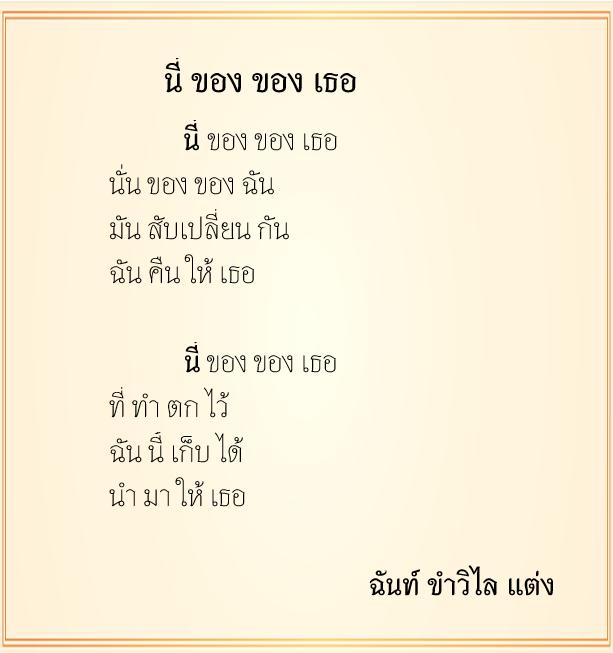 นี่ ของ ของ เธอ
นี่ ของ ของ เธอ
นั่น ของ ของ ฉัน
มัน สับเปลี่ยน กัน
ฉัน คืน ให้ เธอ
นี่ ของ ของ เธอ
ที่ ทำ ตก ไว้
ฉัน นี้ เก็บ ได้
นำ มา ให้ เธอ
ฉันท์ ขำวิไล แต่ง